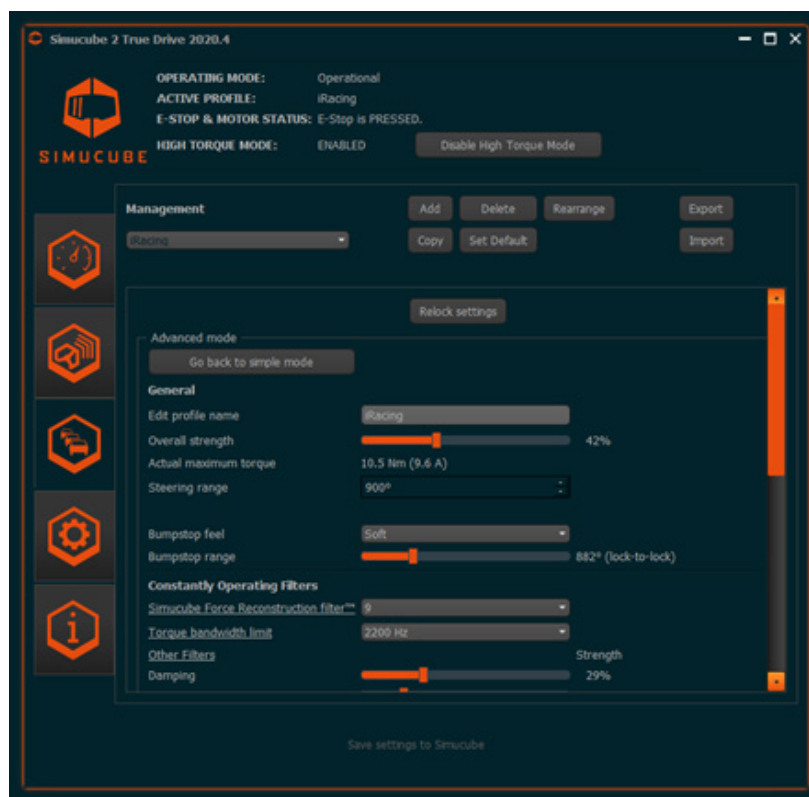 Simucube 2 True Drive 2020.4
OPERATING MODE: Operational
ACTIVE PROFILE: iRacing
E-STOP & MOTOR STATUS: E-Stop is PRESSED.
HIGH TORQUE MODE: ENABLED Disable High Torque Mode
SIMUCUBE
Management Add Delete Rearrange Export
iRacing Copy Set Default Import
Relock settings
Advanced mode
Go back to simple mode
General
Edit profile name iRacing
Overall strength 42%
Actual maximum torque 10.5 Nm (9.6 A)
Steering range 900°
Bumpstop feel Soft
Bumpstop range 882° (lock-to-lock)
Constantly Operating Filters
Simucube Force Reconstruction filter™ 9
Torque bandwidth limit 2200 Hz
Other Filters Strength
Damping 29%
Save settings to Simucube